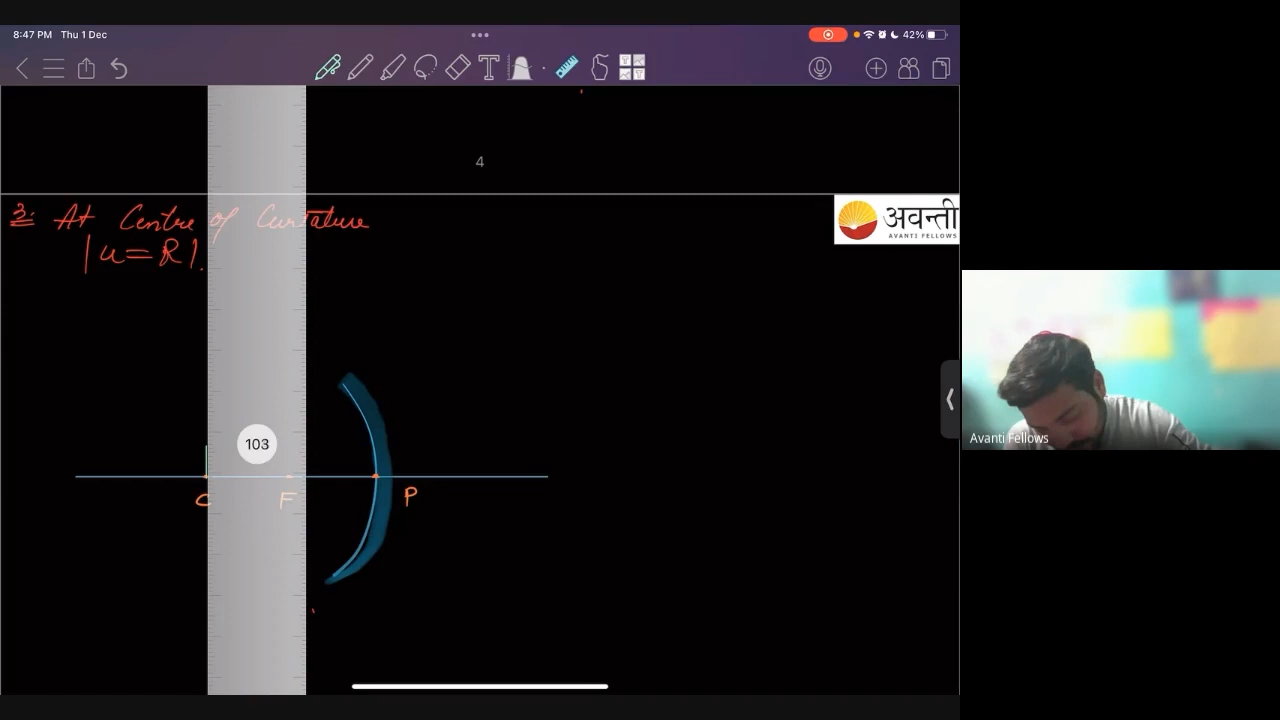 8:47 PM Thu 1 Dec
42%
4
3: At Centre of Curvature
|u=R|.
अवन्ती
AVANTI FELLOWS
103
C F P
Avanti Fellows